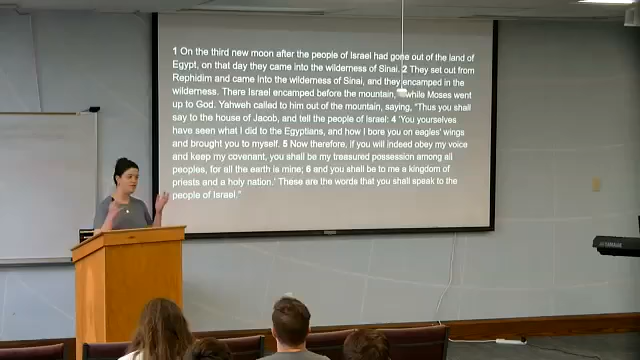 1 On the third new moon after the people of Israel had gone out of the land of
Egypt, on that day they came into the wilderness of Sinai. 2 They set out from
Rephidim and came into the wilderness of Sinai, and they encamped in the
wilderness. There Israel encamped before the mountain, while Moses went
up to God. Yahweh called to him out of the mountain, saying, "Thus you shall
say to the house of Jacob, and tell the people of Israel: 4 'You yourselves
have seen what I did to the Egyptians, and how I bore you on eagles' wings
and brought you to myself. 5 Now therefore, if you will indeed obey my voice
and keep my covenant, you shall be my treasured possession among all
peoples, for all the earth is mine; 6 and you shall be to me a kingdom of
priests and a holy nation.' These are the words that you shall speak to the
people of Israel."
YAMAHA